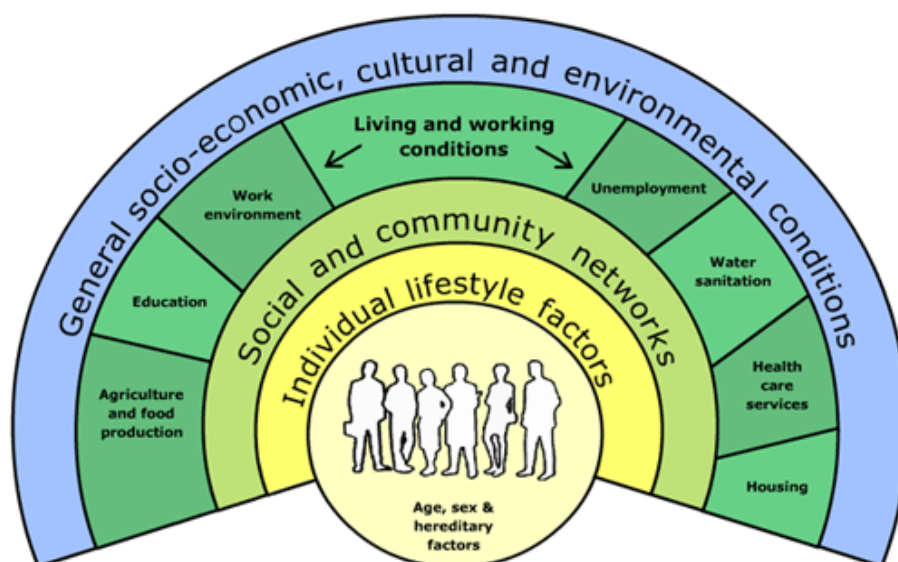 General socio-economic, cultural and environmental conditions
Living and working
conditions
Work
environment
Unemployment
Education
Water
sanitation
Agriculture
and food
production
Health
care
services
Housing
Social and community networks
Individual lifestyle factors
Age, sex &
hereditary
factors